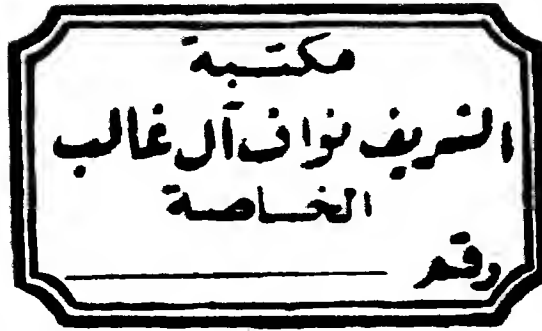 مكتبة
الشريف نواف آل غالب
الخاصة
رقم